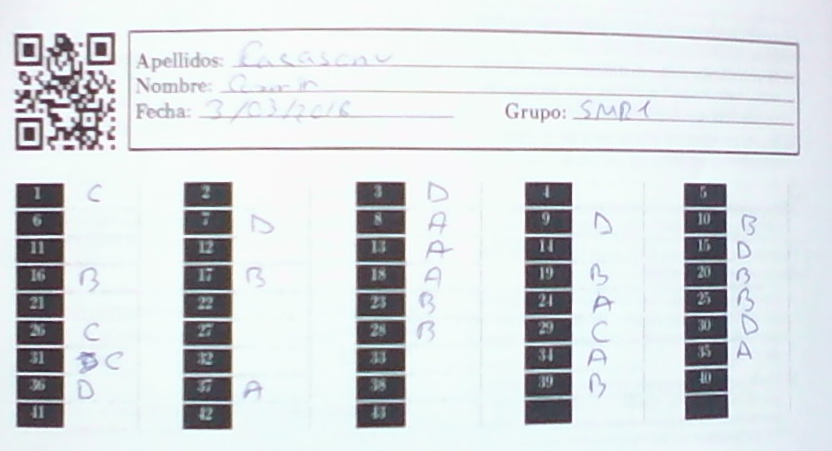 Apellidos: Casascnu
Nombre:
Fecha: 3/03/2016 Grupo: SMR1
1 C 2 3 D 4 5
6 7 D 8 A 9 D 10 B
11 12 13 A 14 15 D
16 B 17 B 18 A 19 B 20 B
21 22 23 B 24 A 25 B
26 C 27 28 B 29 C 30 D
31 C 32 33 34 A 35 A
36 D 37 A 38 39 B 40
41 42 43